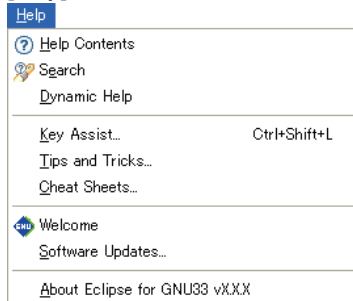 Help
Help Contents
Search
Dynamic Help
Key Assist... Ctrl+Shift+L
Tips and Tricks...
Cheat Sheets...
GNU Welcome
Software Updates...
About Eclipse for GNU33 vX.X.X